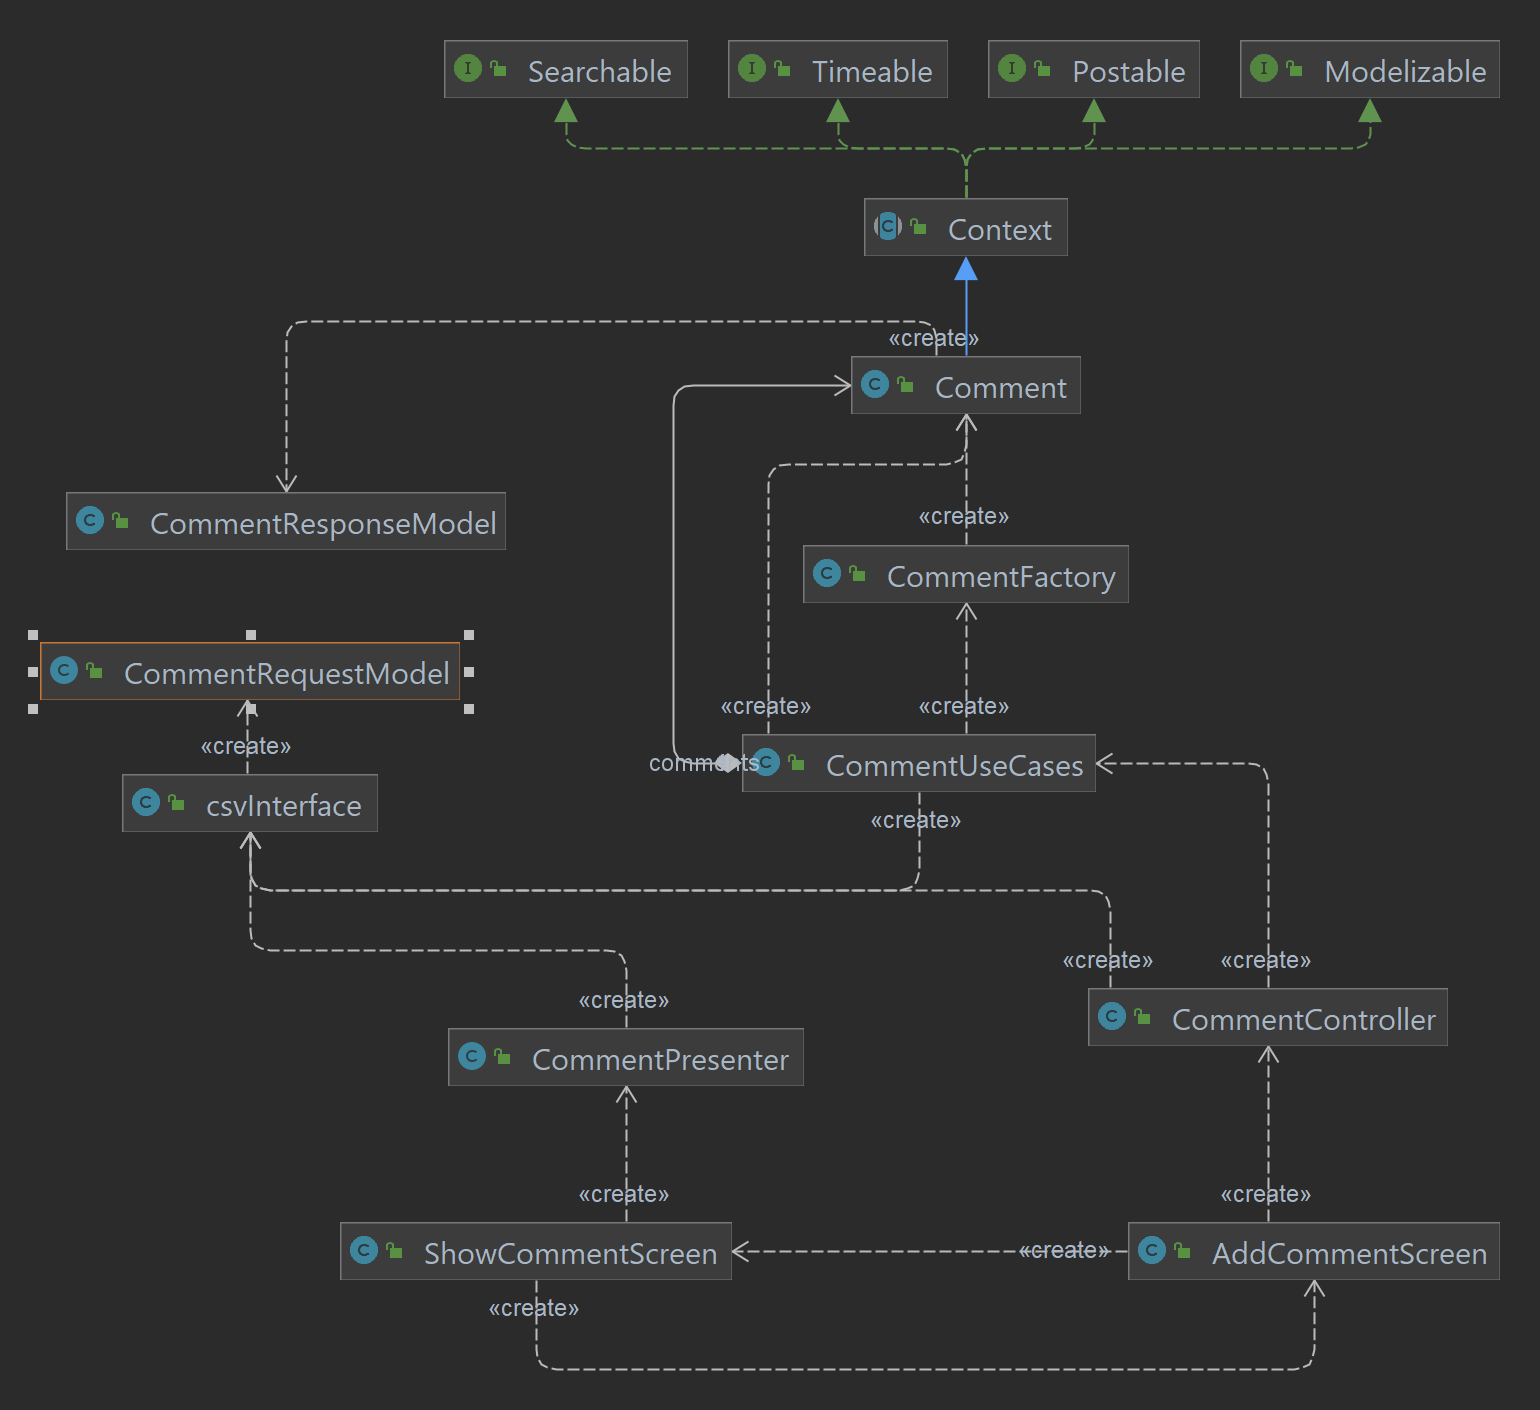 Searchable
Timeable
Postable
Modelizable
Context
«create»
Comment
CommentResponseModel
«create»
CommentFactory
CommentRequestModel
«create»
«create»
«create»
comments
CommentUseCases
csvInterface
«create»
«create»
«create»
«create»
CommentController
CommentPresenter
«create»
«create»
ShowCommentScreen
«create»
AddCommentScreen
«create»